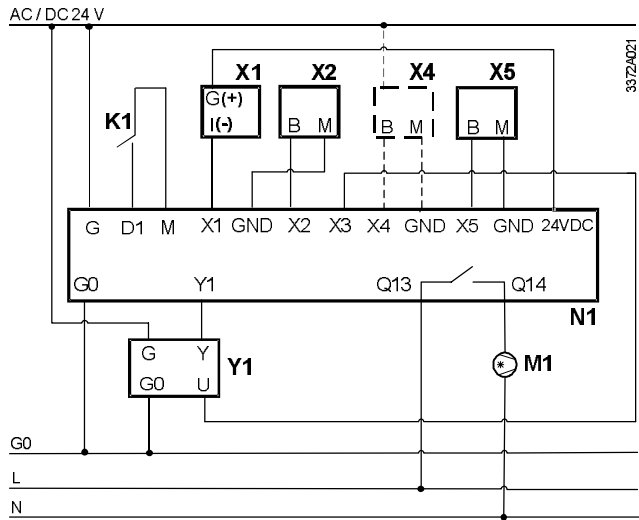 AC / DC 24 V
3372A021
X1 X2 X4 X5
G(+)
K1
I(-) B M B M B M
G D1 M X1 GND X2 X3 X4 GND X5 GND 24VDC
G0 Y1 Q13 Q14
N1
G Y
Y1
G0 U
M1
G0
L
N